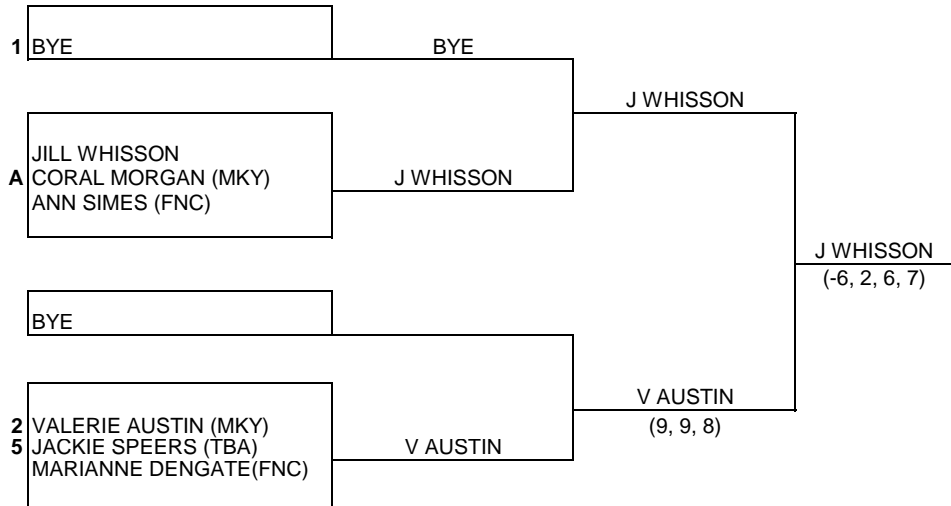 1 BYE BYE
J WHISSON
JILL WHISSON
A CORAL MORGAN (MKY) J WHISSON
ANN SIMES (FNC)
J WHISSON
(-6, 2, 6, 7)
BYE
V AUSTIN
2 VALERIE AUSTIN (MKY) (9, 9, 8)
5 JACKIE SPEERS (TBA) V AUSTIN
MARIANNE DENGATE(FNC)